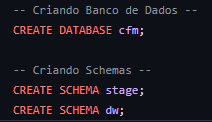 -- Criando Banco de Dados --
CREATE DATABASE cfm;
-- Criando Schemas --
CREATE SCHEMA stage;
CREATE SCHEMA dw;